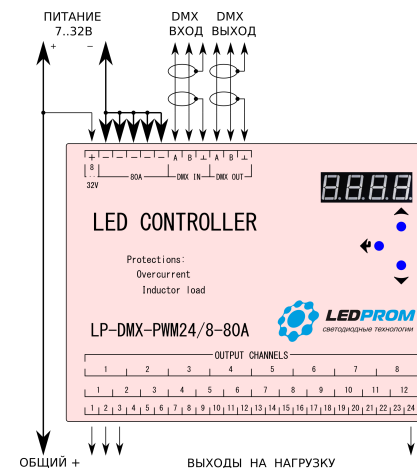 ПИТАНИЕ
7..32В
+ −
DMX DMX
ВХОД ВЫХОД
+ − − − − − A B ⊥ A B ⊥
8
..
32V
80A
DMX IN
DMX OUT
8.8.8.8.
LED CONTROLLER
Protections:
Overcurrent
Inductor load
LEDPROM
светодиодные технологии
LP-DMX-PWM24/8-80A
OUTPUT CHANNELS
1 2 3 4 5 6 7 8
1 2 3 4 5 6 7 8 9 10 11 12
1 2 3 4 5 6 7 8 9 10 11 12 13 14 15 16 17 18 19 20 21 22 23 24
ОБЩИЙ +
ВЫХОДЫ НА НАГРУЗКУ